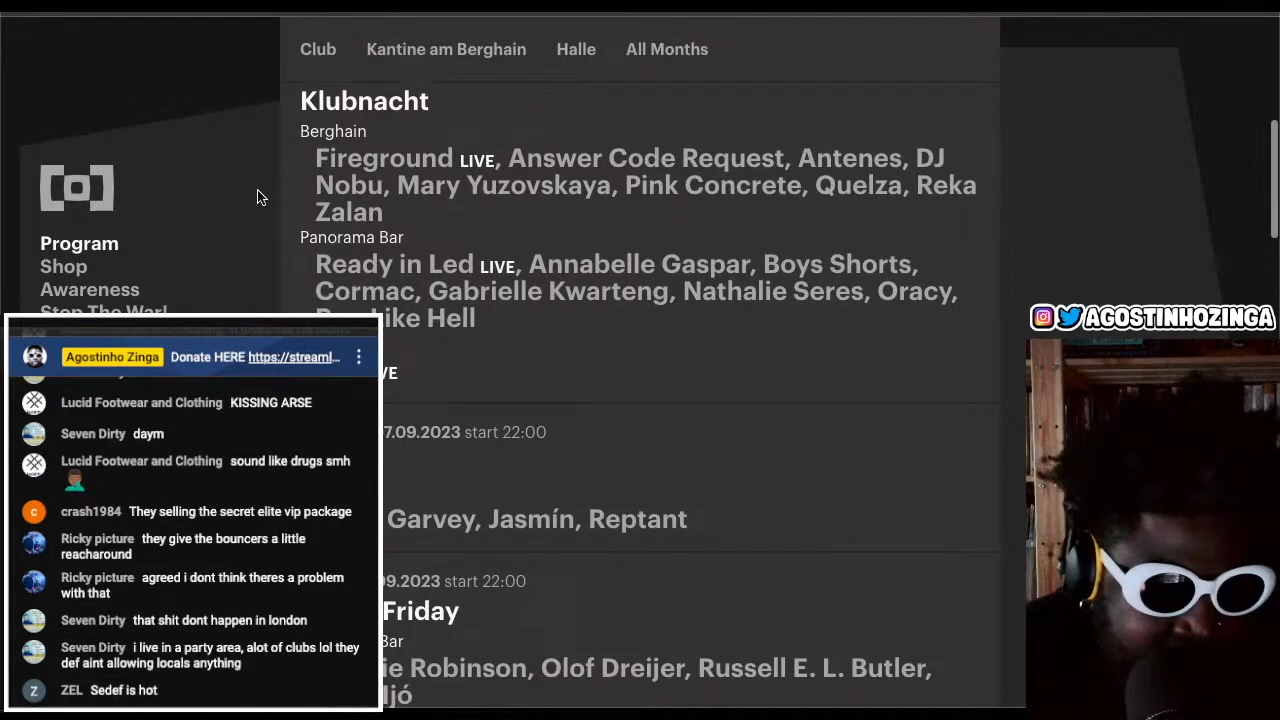 Club Kantine am Berghain Halle All Months
Klubnacht
Berghain
Fireground LIVE, Answer Code Request, Antenes, DJ
Nobu, Mary Yuzovskaya, Pink Concrete, Quelza, Reka
Zalan
Panorama Bar
Ready in Led LIVE, Annabelle Gaspar, Boys Shorts,
Cormac, Gabrielle Kwarteng, Nathalie Seres, Oracy,
Like Hell
VE
7.09.2023 start 22:00
Garvey, Jasmín, Reptant
09.2023 start 22:00
Friday
Bar
ie Robinson, Olof Dreijer, Russell E. L. Butler,
ljó
Program
Shop
Awareness
Stop The War!
Agostinho Zinga Donate HERE https://streaml...
Lucid Footwear and Clothing KISSING ARSE
Seven Dirty daym
Lucid Footwear and Clothing sound like drugs smh
crash1984 They selling the secret elite vip package
Ricky picture they give the bouncers a little
reacharound
Ricky picture agreed i dont think theres a problem
with that
Seven Dirty that shit dont happen in london
Seven Dirty i live in a party area, alot of clubs lol they
def aint allowing locals anything
Z ZEL Sedef is hot
AGOSTINHOZINGA